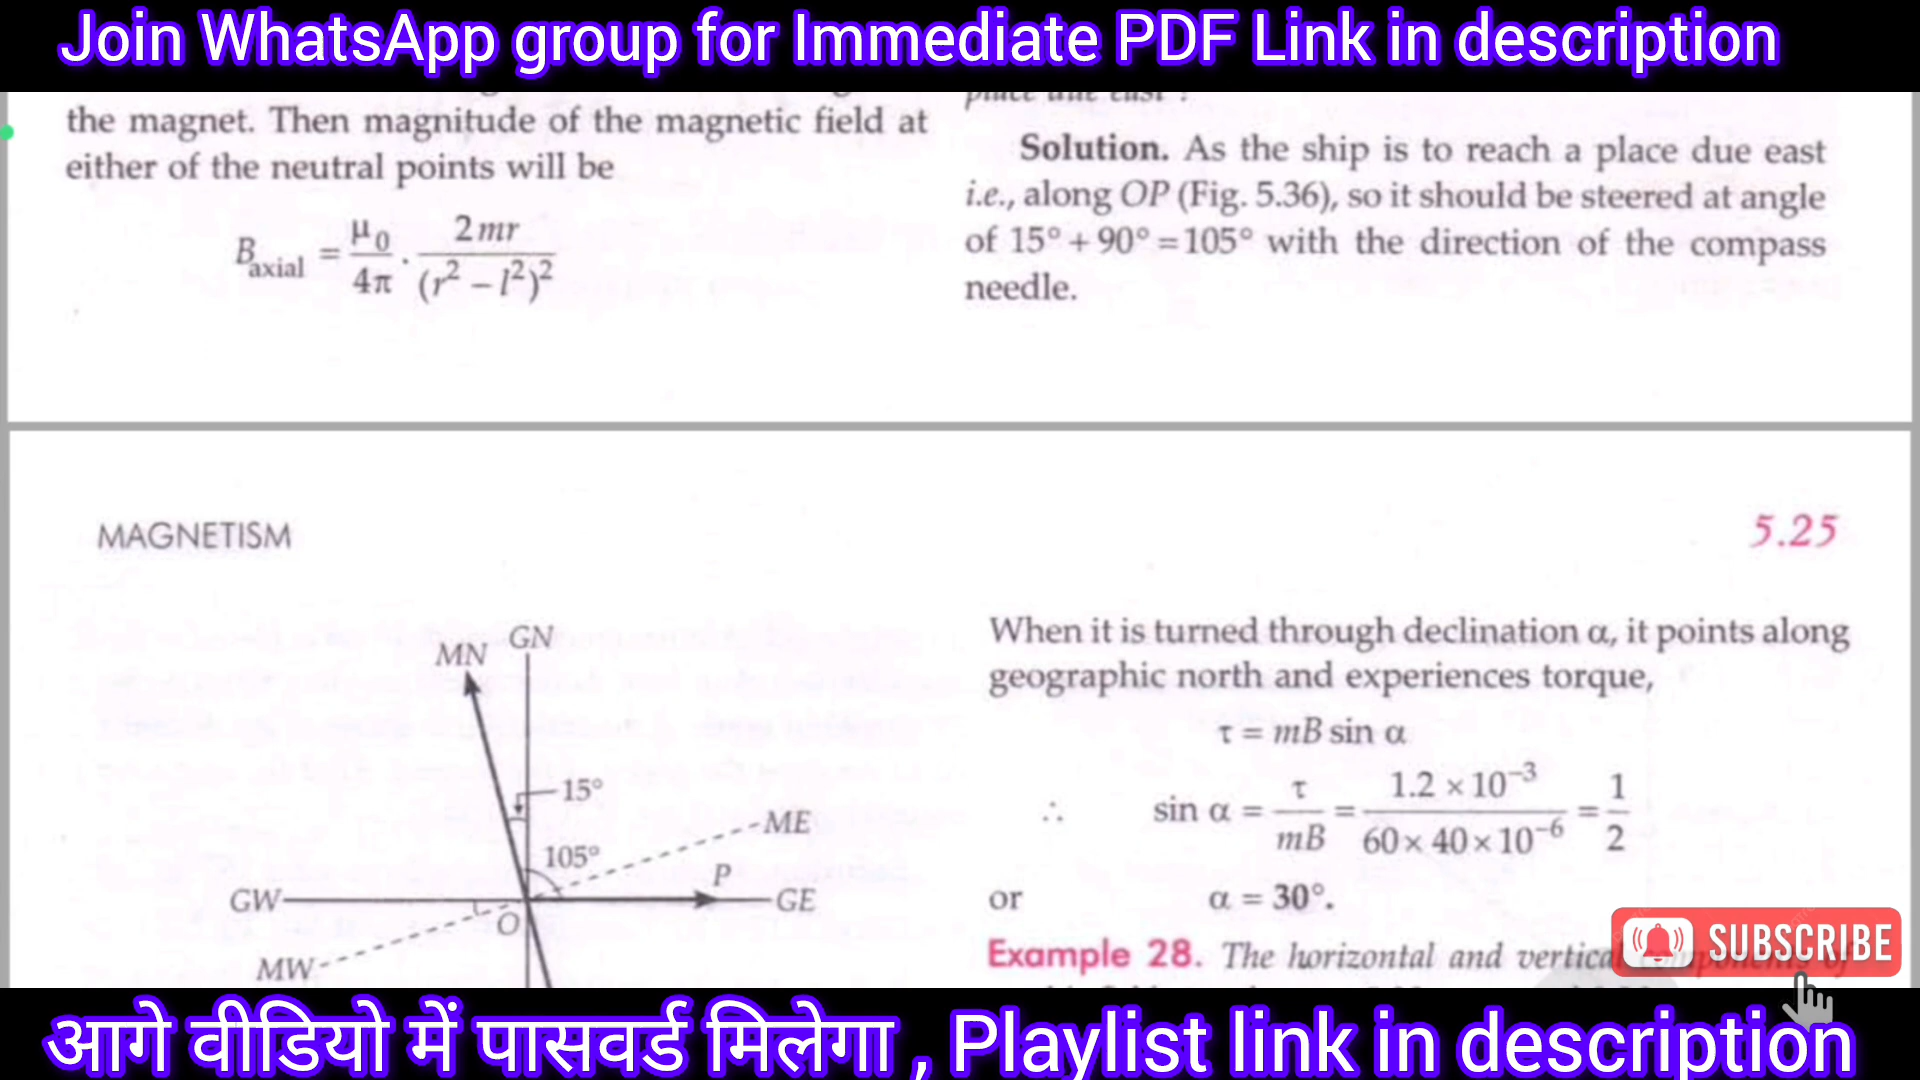 Join WhatsApp group for Immediate PDF Link in description
the magnet. Then magnitude of the magnetic field at
either of the neutral points will be
B_axial = μ₀/4π · 2mr/(r² – l²)²
place due east ?
Solution. As the ship is to reach a place due east
i.e., along OP (Fig. 5.36), so it should be steered at angle
of 15° + 90° = 105° with the direction of the compass
needle.
MAGNETISM
5.25
GN
MN
15°
ME
105°
P
GW
GE
O
MW
When it is turned through declination α, it points along
geographic north and experiences torque,
τ = mB sin α
∴ sin α = τ/mB = 1.2 × 10⁻³/60 × 40 × 10⁻⁶ = 1/2
or α = 30°.
Example 28. The horizontal and vertical components of
SUBSCRIBE
आगे वीडियो में पासवर्ड मिलेगा , Playlist link in description